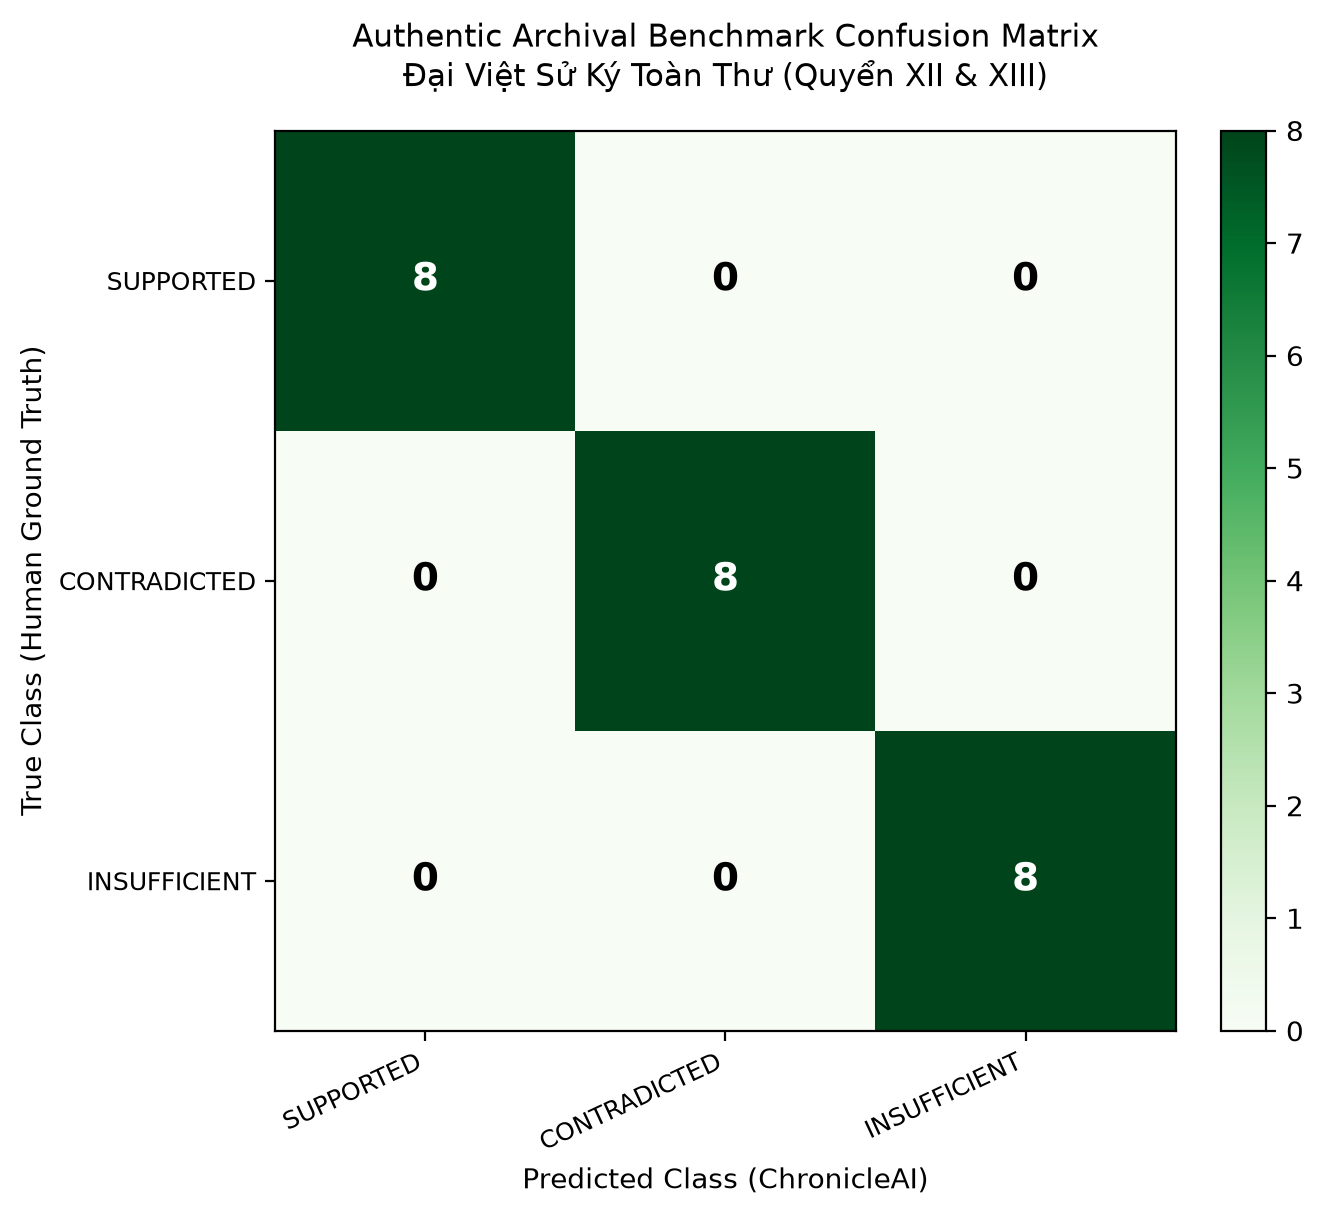 Authentic Archival Benchmark Confusion Matrix
Đại Việt Sử Ký Toàn Thư (Quyển XII & XIII)
True Class (Human Ground Truth)
SUPPORTED
8 0 0
CONTRADICTED
0 8 0
INSUFFICIENT
0 0 8
SUPPORTED
CONTRADICTED
INSUFFICIENT
Predicted Class (ChronicleAI)
8
7
6
5
4
3
2
1
0